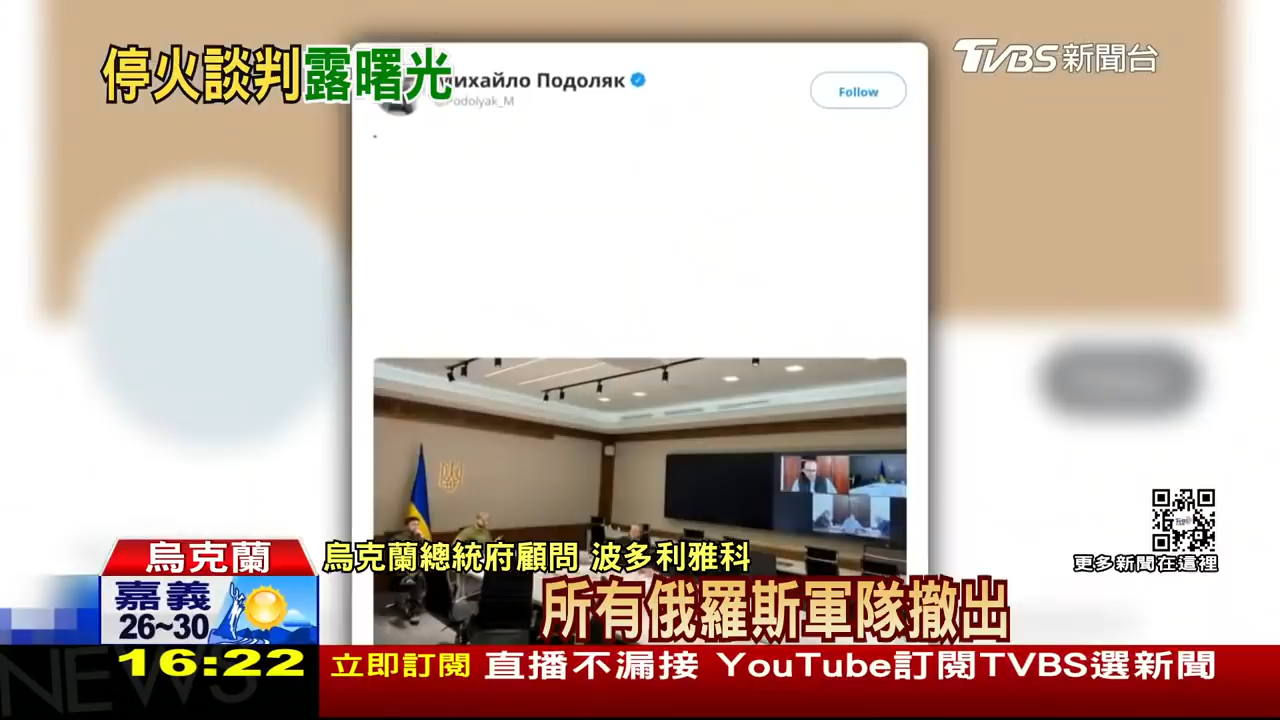 停火談判露曙光
TVBS新聞台
ихайло Подоляк
odolyak_M
Follow
更多新聞在這裡
烏克蘭
烏克蘭總統府顧問 波多利雅科
嘉義
26~30
所有俄羅斯軍隊撤出
NEWS
16:22
立即訂閱 直播不漏接 YouTube訂閱TVBS選新聞